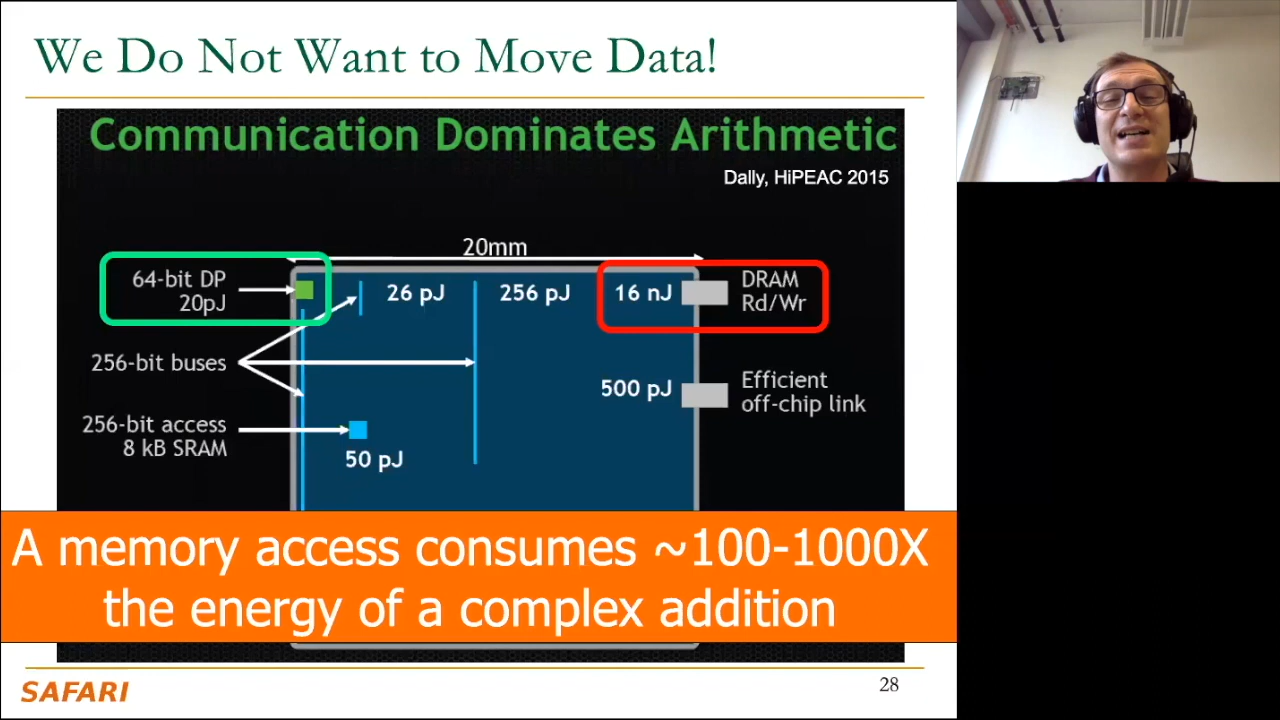 We Do Not Want to Move Data!
Communication Dominates Arithmetic
Dally, HiPEAC 2015
20mm
64-bit DP
20pJ
26 pJ
256 pJ
16 nJ
DRAM
Rd/Wr
256-bit buses
500 pJ
Efficient
off-chip link
256-bit access
8 kB SRAM
50 pJ
A memory access consumes ~100-1000X
the energy of a complex addition
SAFARI
28